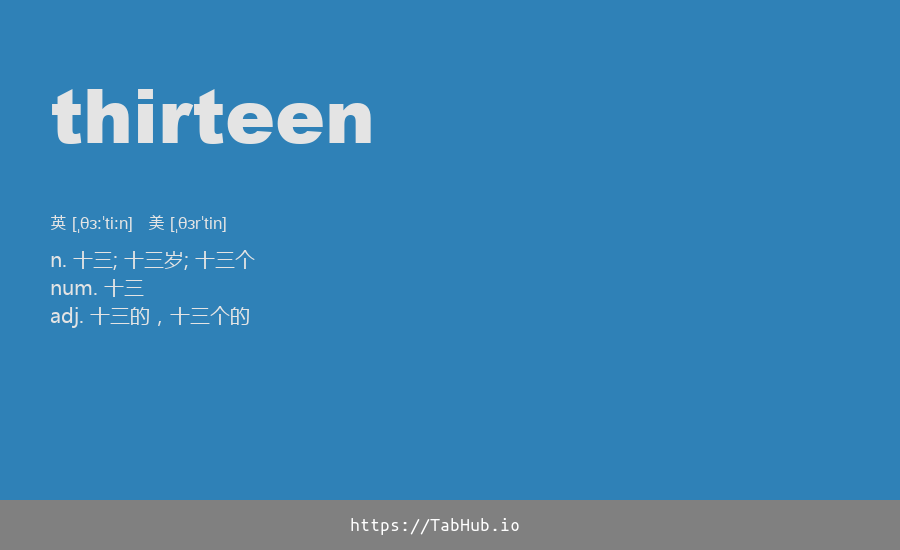 thirteen
英 [ˌθɜːˈtiːn] 美 [ˌθɜrˈtin]
n. 十三; 十三岁; 十三个
num. 十三
adj. 十三的，十三个的
https://TabHub.io